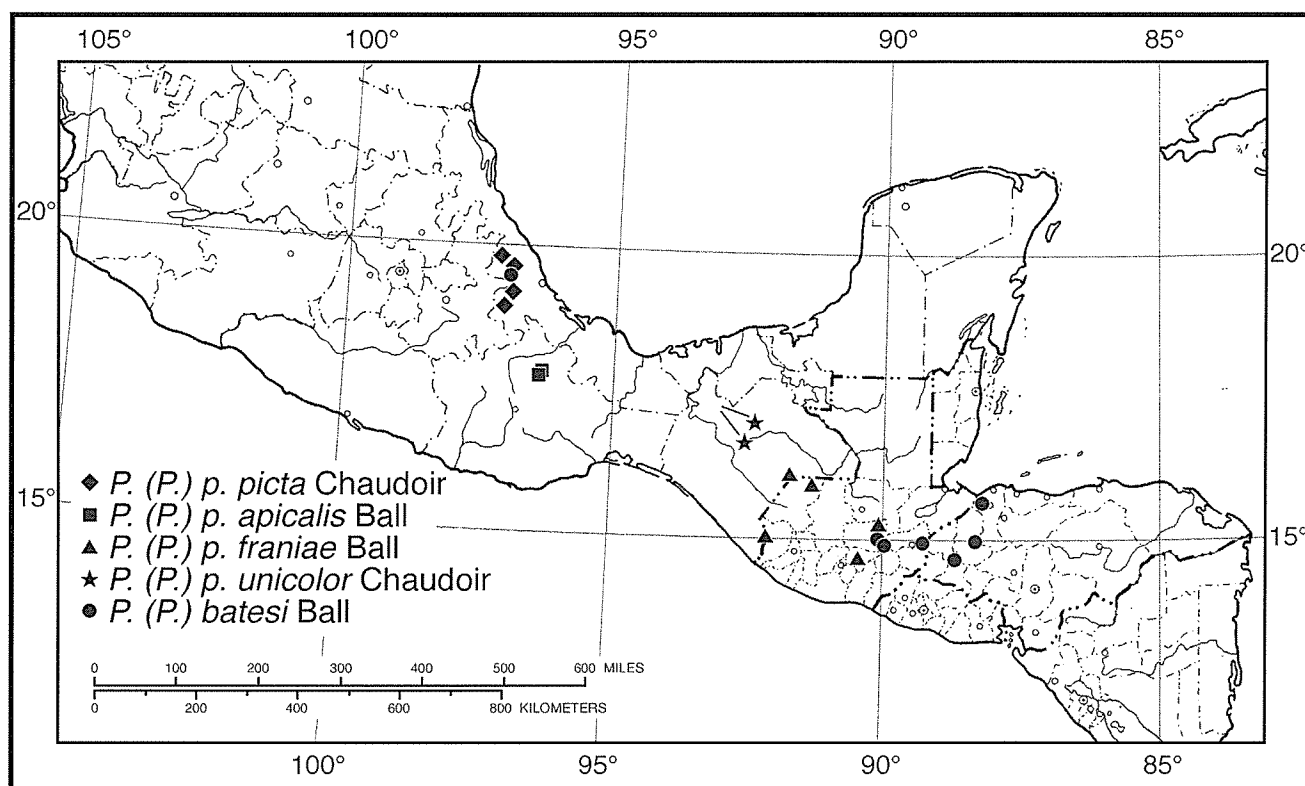 105° 100° 95° 90° 85°
20° 20°
P. (P.) p. picta Chaudoir
15° P. (P.) p. apicalis Ball 15°
P. (P.) p. franiae Ball
P. (P.) p. unicolor Chaudoir
P. (P.) batesi Ball
0 100 200 300 400 500 600 MILES
0 200 400 600 800 KILOMETERS
100° 95° 90° 85°